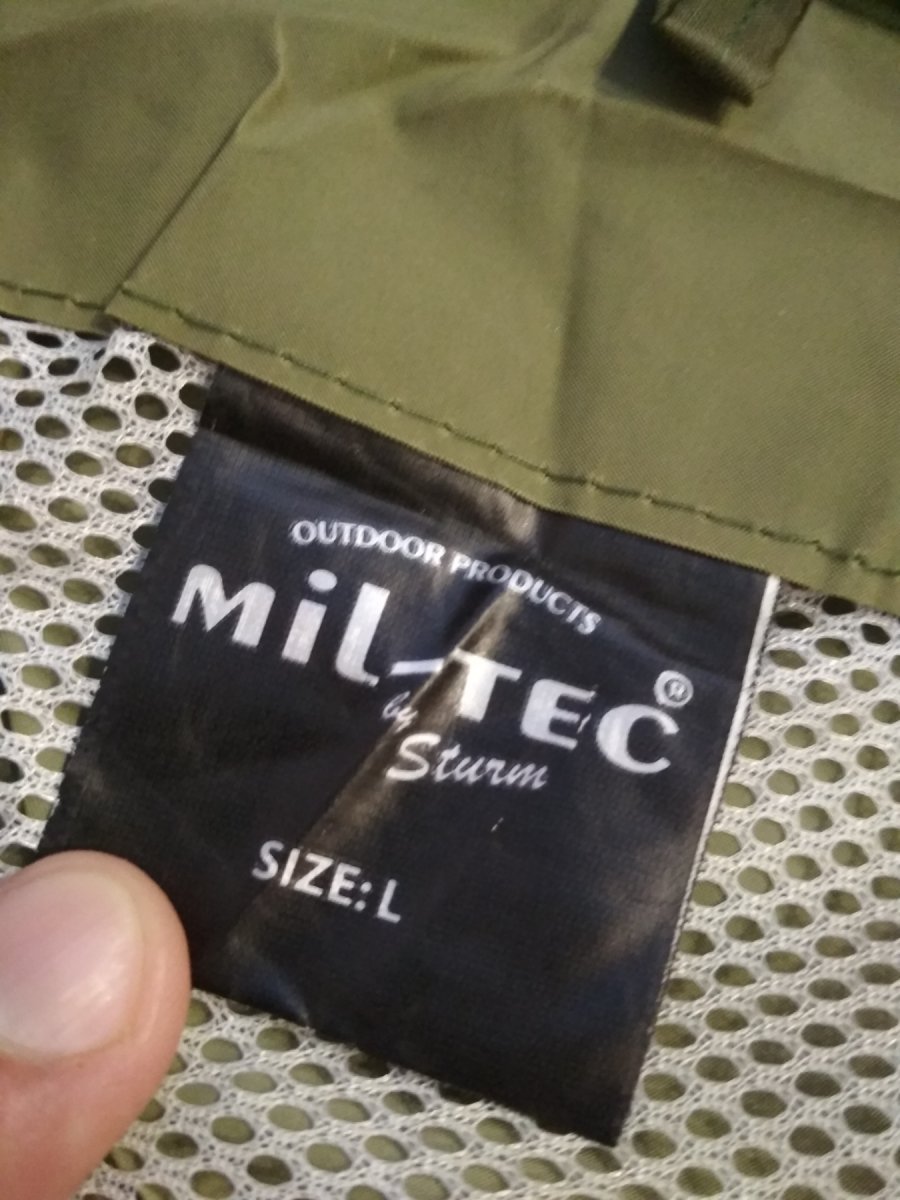 OUTDOOR PRODUCTS
MiL-TEC®
by Sturm
SIZE: L